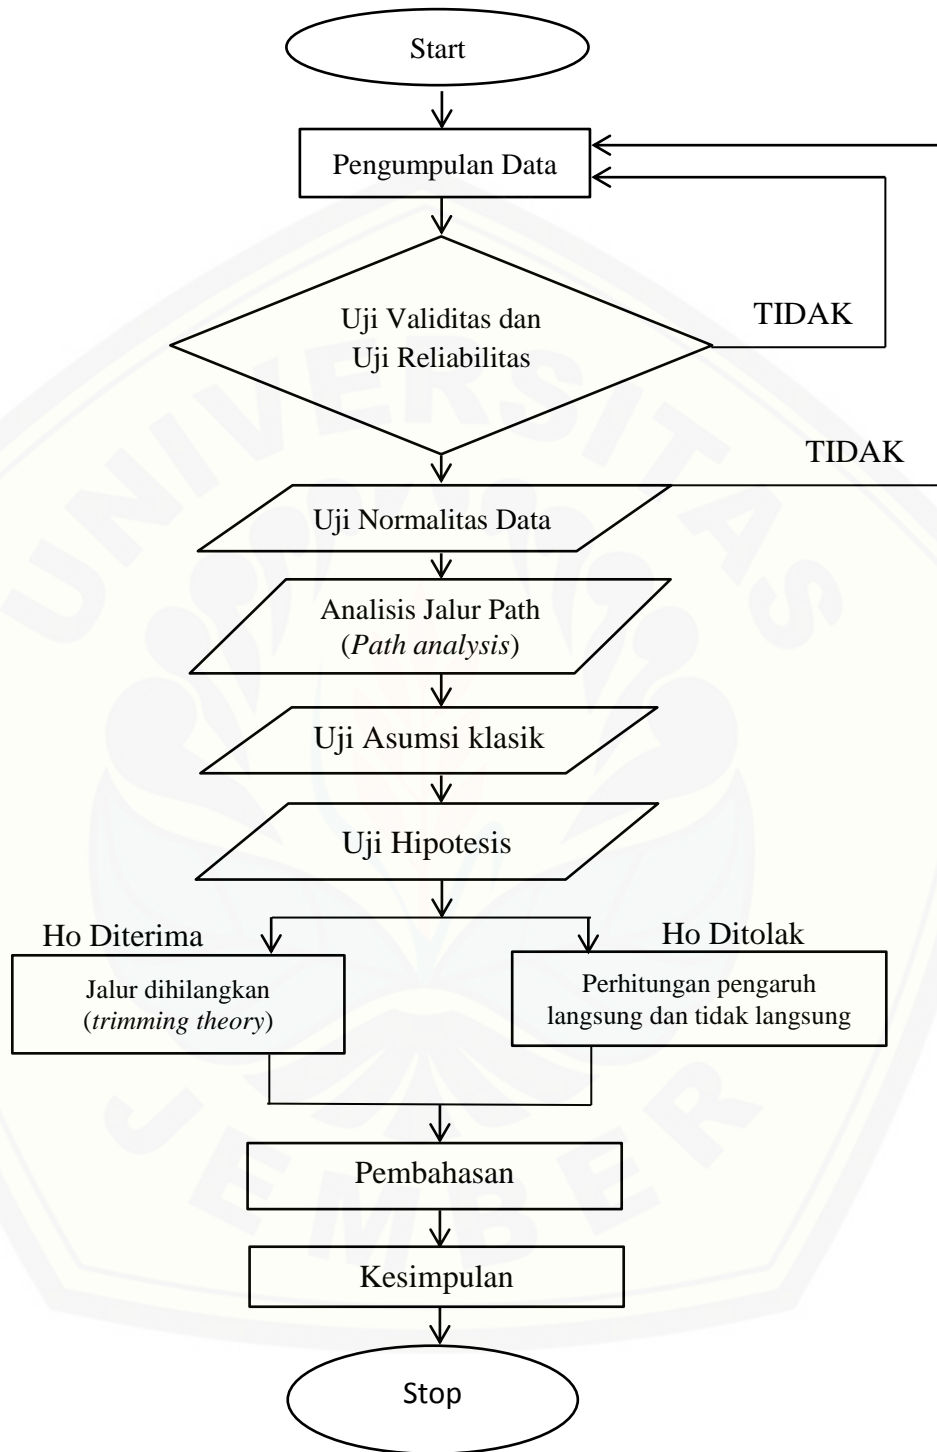 Start
Pengumpulan Data
Uji Validitas dan
Uji Reliabilitas
TIDAK
TIDAK
Uji Normalitas Data
Analisis Jalur Path
(Path analysis)
Uji Asumsi klasik
Uji Hipotesis
Ho Diterima
Ho Ditolak
Jalur dihilangkan
(trimming theory)
Perhitungan pengaruh
langsung dan tidak langsung
Pembahasan
Kesimpulan
Stop
UNIVERSITAS
JEMBER